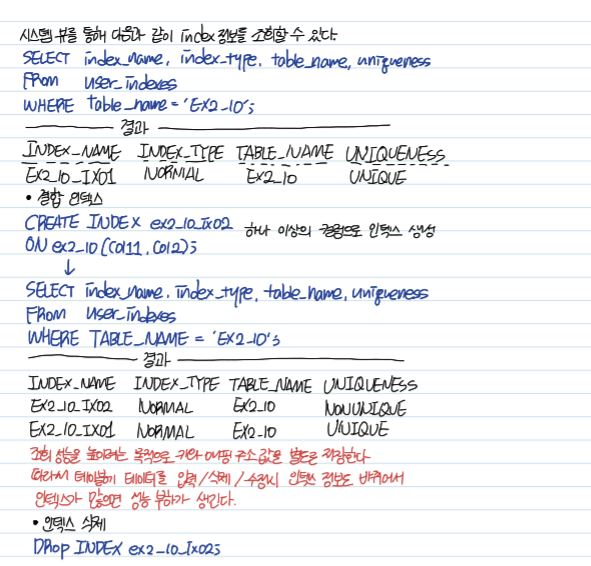 시스템 뷰를 통해 다음과 같이 index 정보를 조회할 수 있다.
SELECT index_name, index_type, table_name, uniqueness
From user_indexes
WHERE table_name = 'EX2_10';
결과
INDEX_NAME INDEX_TYPE TABLE_NAME UNIQUENESS
EX2_10_IX01 NORMAL EX2_10 UNIQUE
• 결합 인덱스
CREATE INDEX ex2_10_Ix02 하나 이상의 컬럼으로 인덱스 생성
ON ex2_10 (Col1, Col2);
↓
SELECT index_name, index_type, table_name, uniqueness
From user_indexes
WHERE TABLE_NAME = 'EX2_10';
결과
INDEX_NAME INDEX_TYPE TABLE_NAME UNIQUENESS
EX2_10_IX02 NORMAL EX2_10 NONUNIQUE
EX2_10_IX01 NORMAL EX2_10 UNIQUE
조회 성능을 높이려는 목적으로 키와 매핑 주소 값을 별도로 저장한다.
따라서 테이블에 데이터를 입력/삭제/수정시 인덱스 정보도 바뀌어서
인덱스가 많으면 성능 부하가 생긴다.
• 인덱스 삭제
DRop INDEX ex2_10_Ix02;